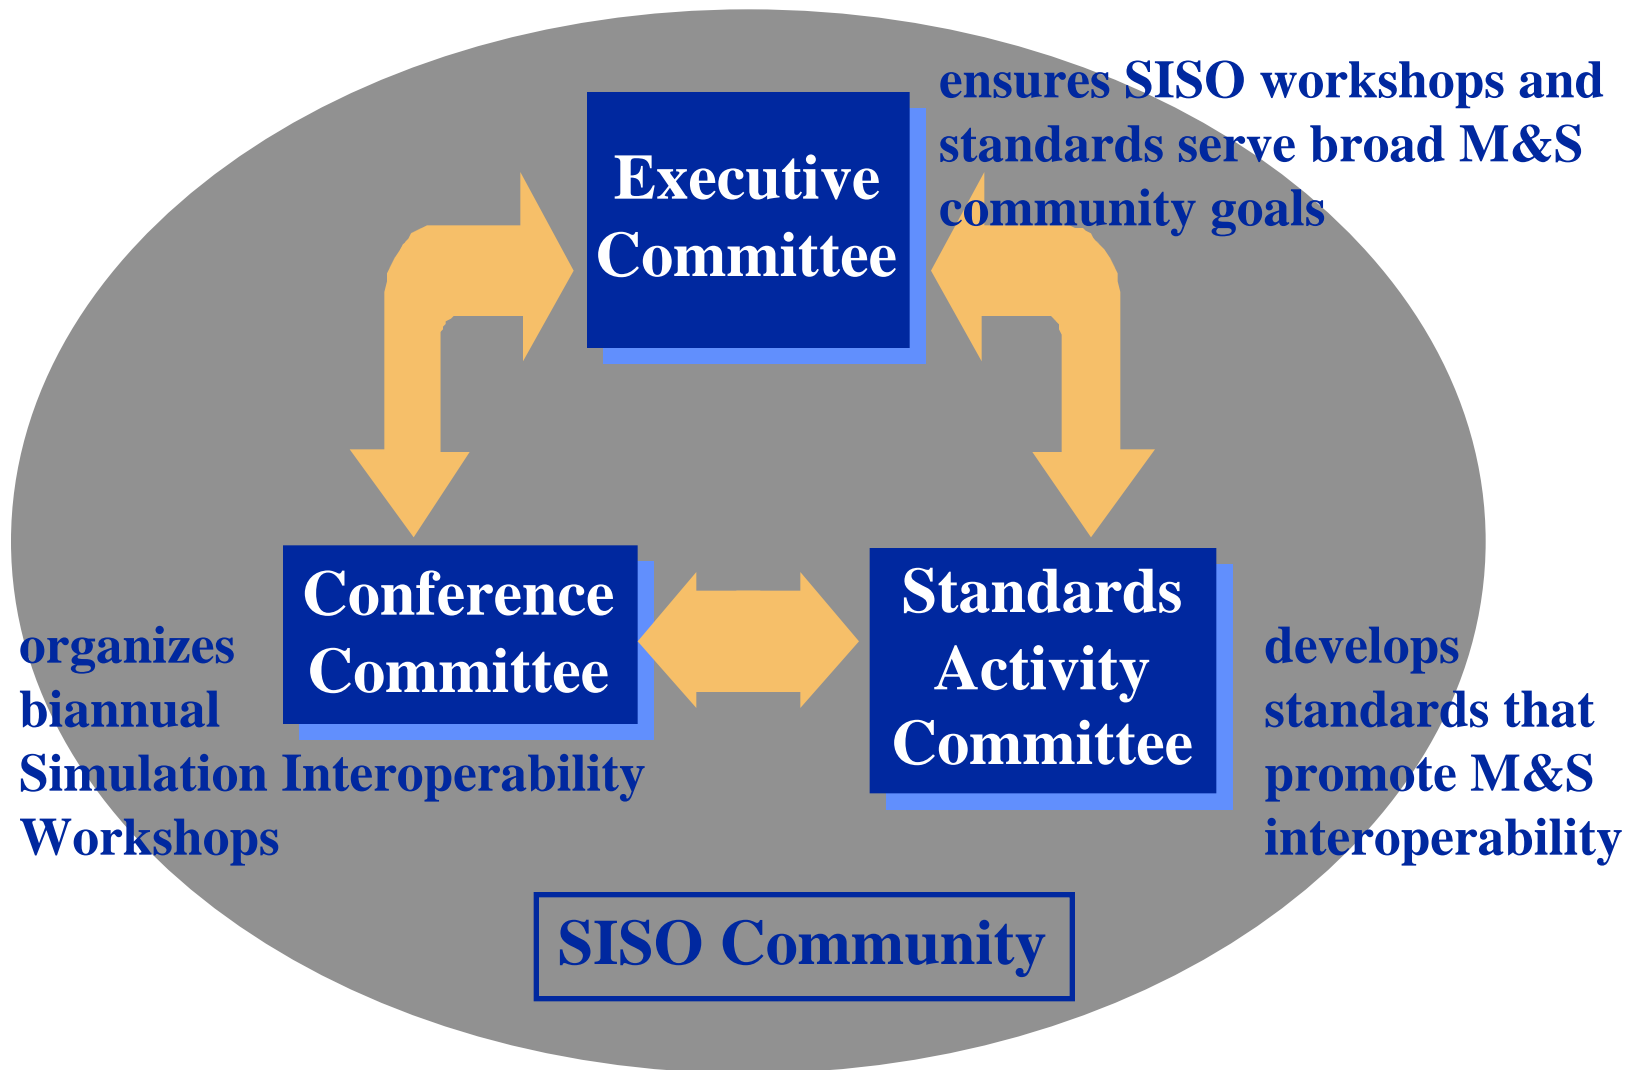 ensures SISO workshops and
standards serve broad M&S
community goals
Executive
Committee
Conference
Committee
organizes
biannual
Simulation Interoperability
Workshops
Standards
Activity
Committee
develops
standards that
promote M&S
interoperability
SISO Community